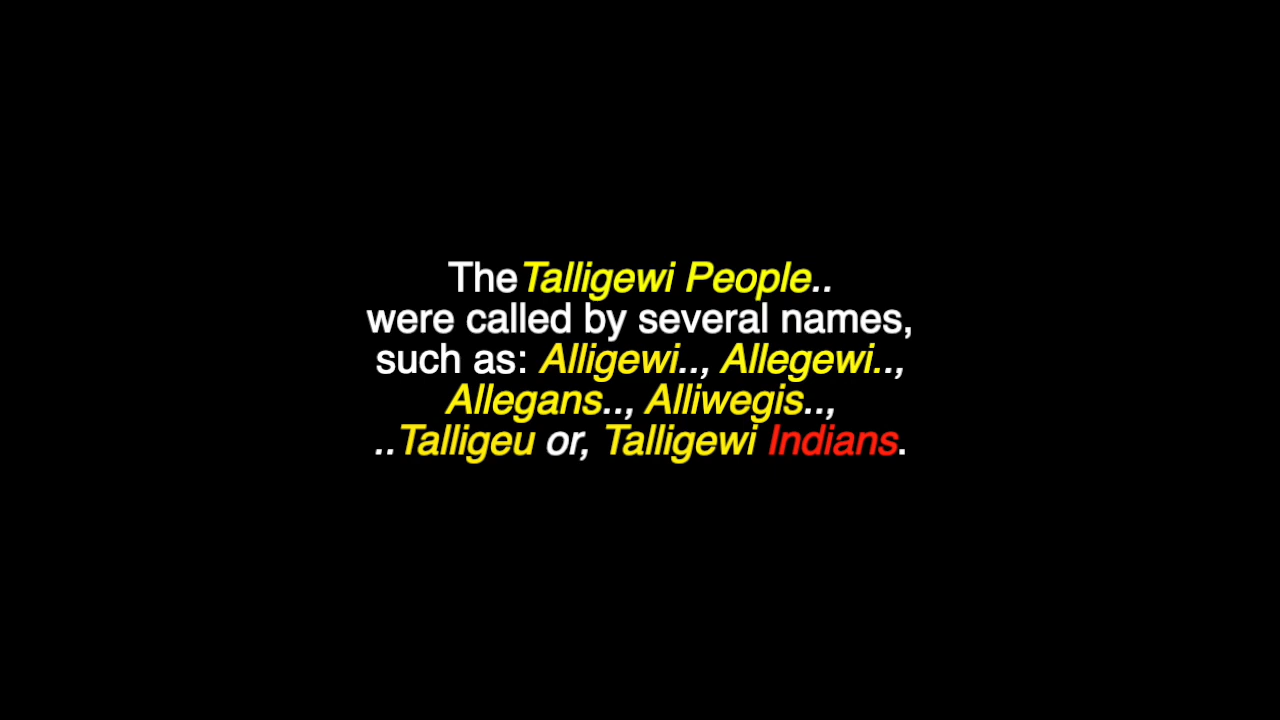 The Talligewi People..
were called by several names,
such as: Alligewi.., Allegewi..,
Allegans.., Alliwegis..,
..Talligeu or, Talligewi Indians.